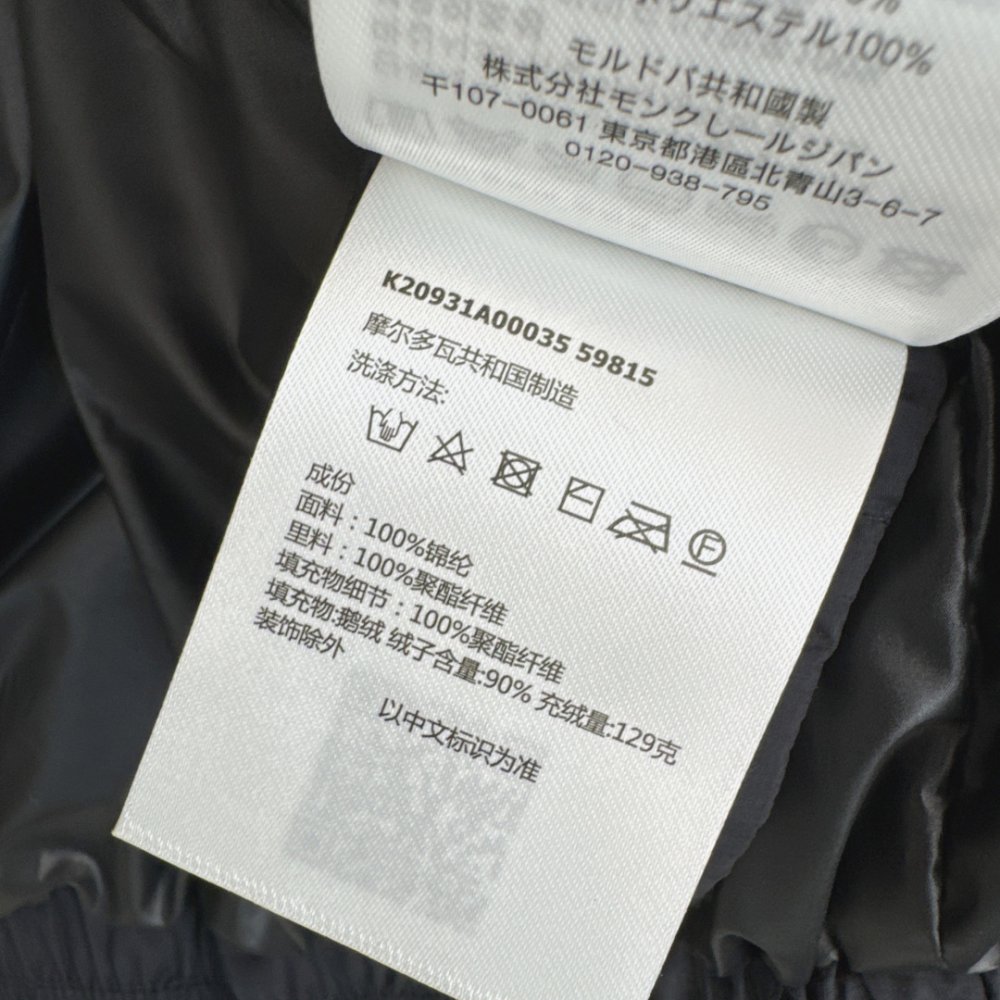 ポリエステル100%
モルドバ共和國製
株式会社モンクレールジパン
〒107-0061 東京都港區北青山3-6-7
0120-938-795
K20931A00035 59815
摩尔多瓦共和国制造
洗涤方法:
成份
面料：100%锦纶
里料：100%聚酯纤维
填充物细节：100%聚酯纤维
填充物:鹅绒 绒子含量:90% 充绒量:129克
装饰除外
以中文标识为准